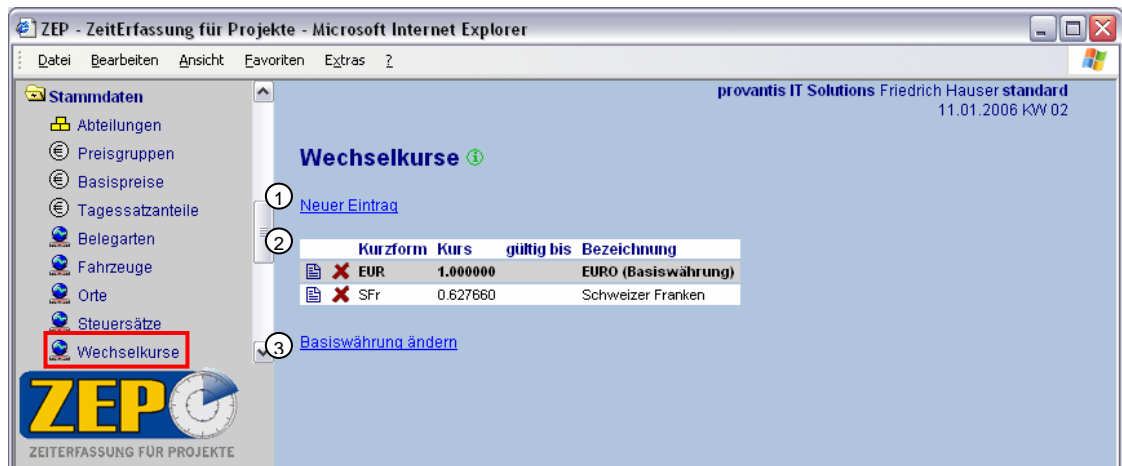 ZEP - ZeitErfassung für Projekte - Microsoft Internet Explorer
Datei Bearbeiten Ansicht Favoriten Extras ?
Stammdaten
Abteilungen
Preisgruppen
Basispreise
Tagessatzanteile
Belegarten
Fahrzeuge
Orte
Steuersätze
Wechselkurse
ZEP
ZEITERFASSUNG FÜR PROJEKTE
provantis IT Solutions Friedrich Hauser standard
11.01.2006 KW 02
Wechselkurse
1 Neuer Eintrag
2
Kurzform Kurs gültig bis Bezeichnung
EUR 1.000000 EURO (Basiswährung)
SFr 0.627660 Schweizer Franken
3 Basiswährung ändern